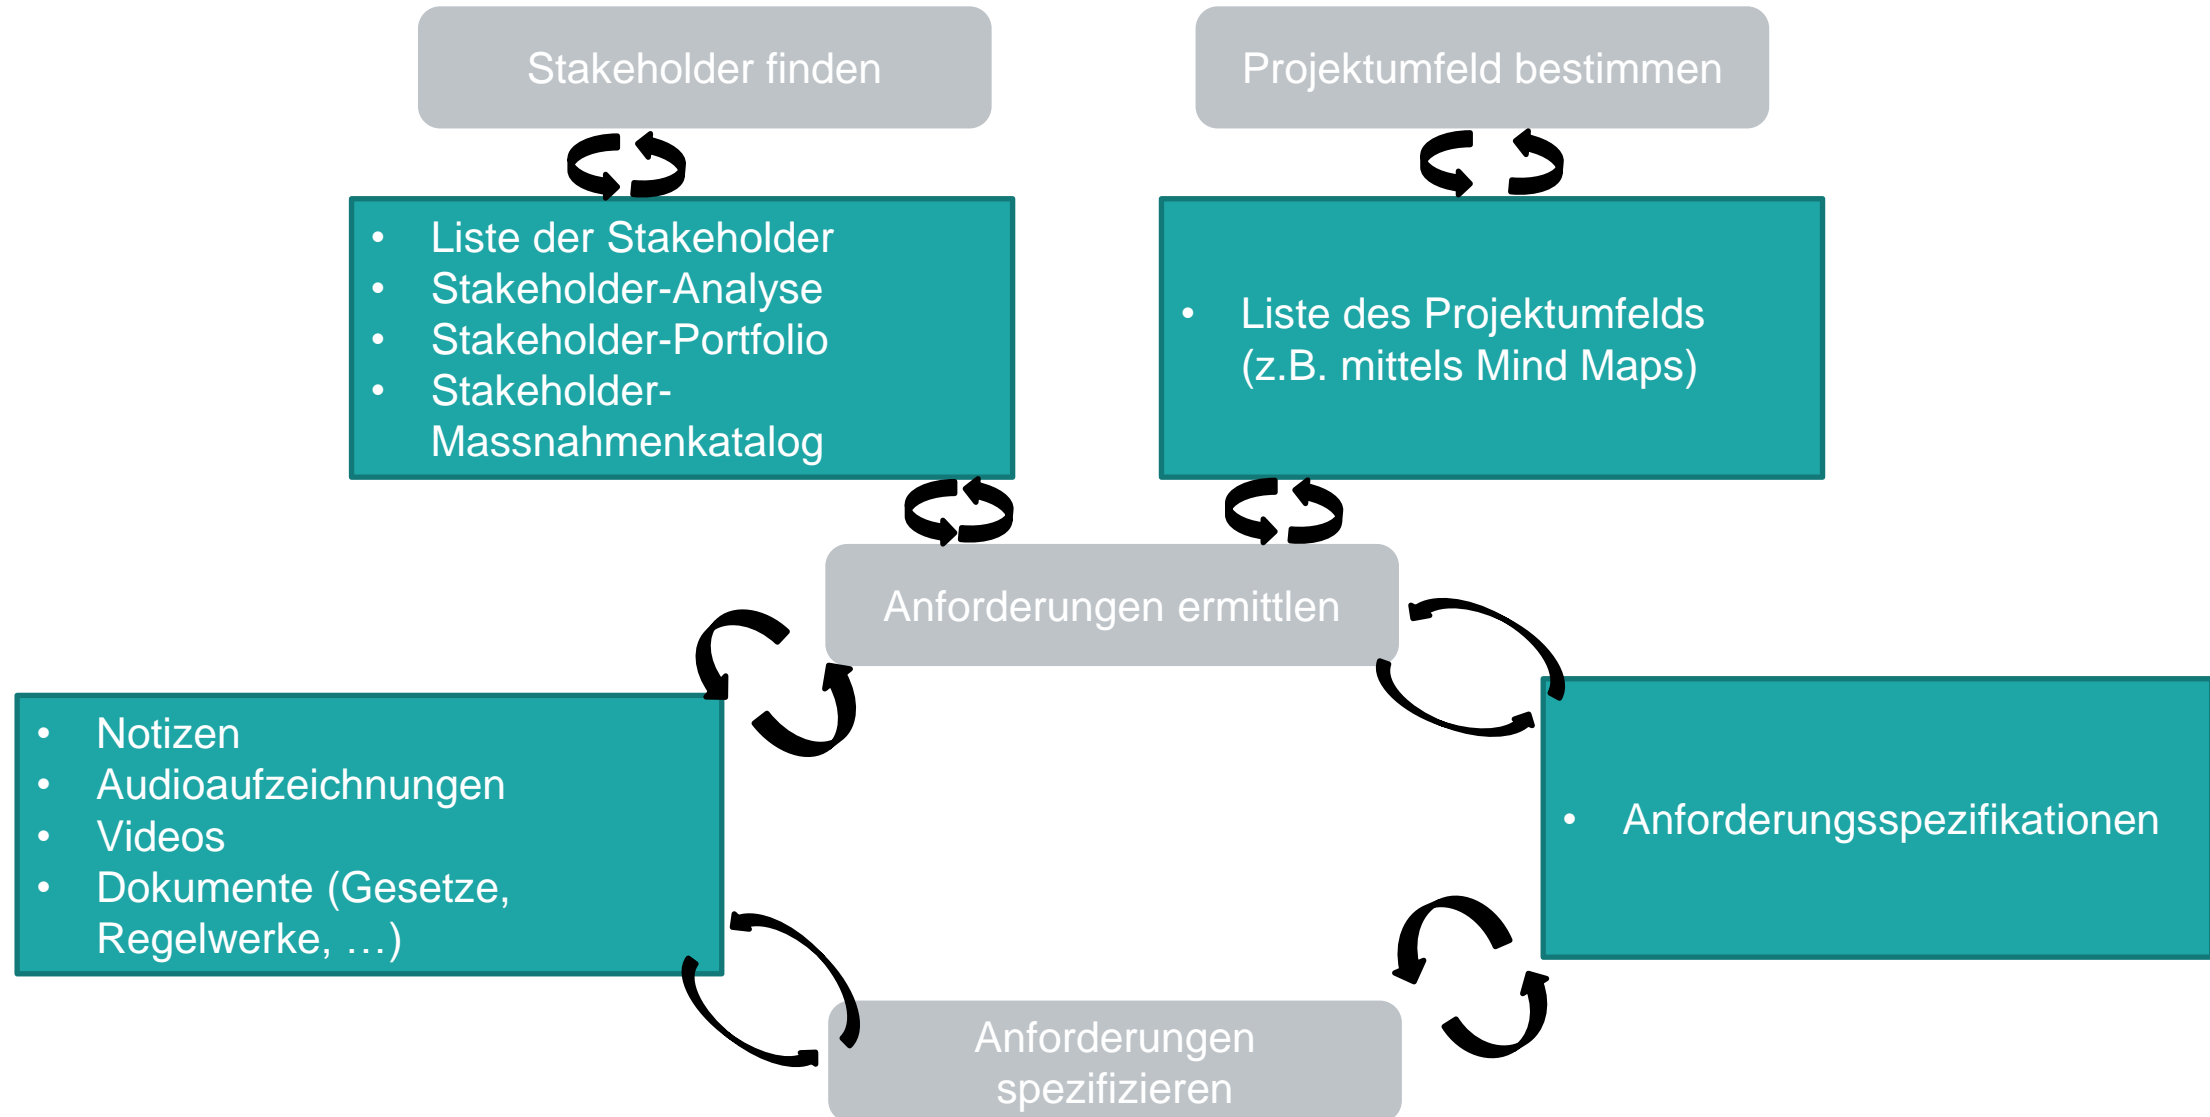 Stakeholder finden
Projektumfeld bestimmen
• Liste der Stakeholder
• Stakeholder-Analyse
• Stakeholder-Portfolio
• Stakeholder-
Massnahmenkatalog
• Liste des Projektumfelds
(z.B. mittels Mind Maps)
Anforderungen ermittlen
• Notizen
• Audioaufzeichnungen
• Videos
• Dokumente (Gesetze,
Regelwerke, …)
• Anforderungsspezifikationen
Anforderungen
spezifizieren